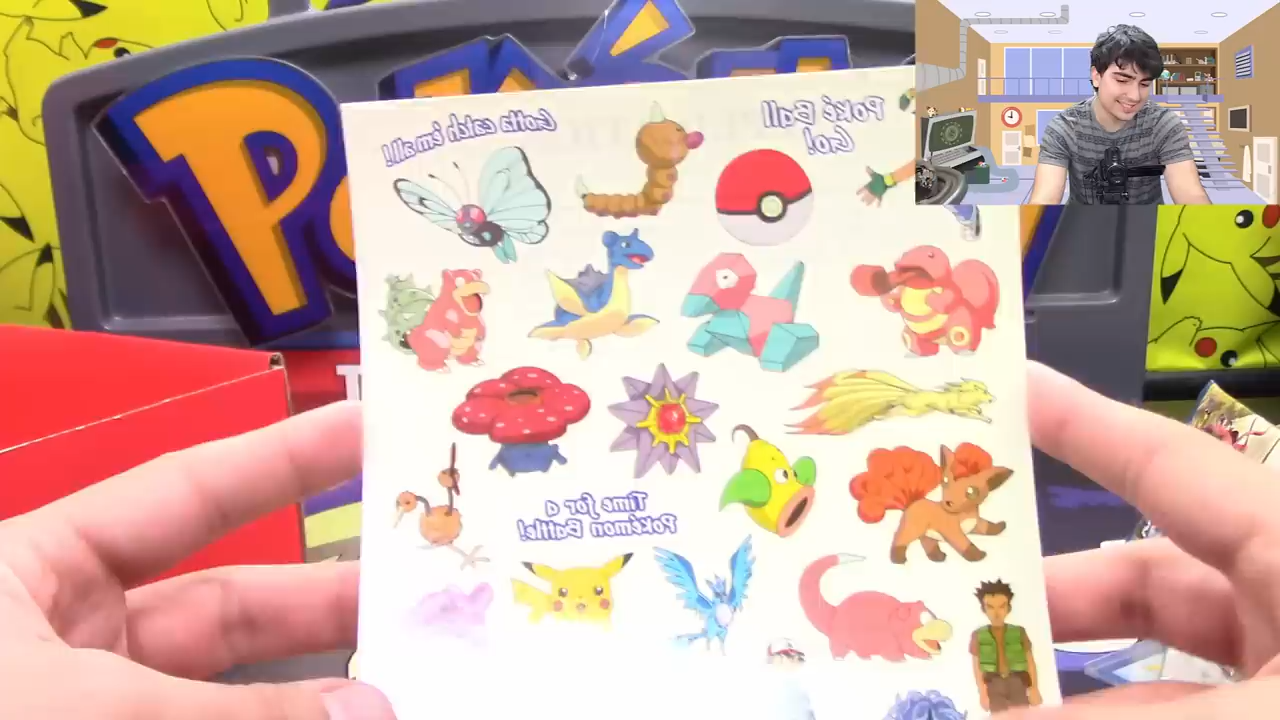 Gotta catch 'em all!
Poké Ball
Go!
Time for a
Pokémon Battle!